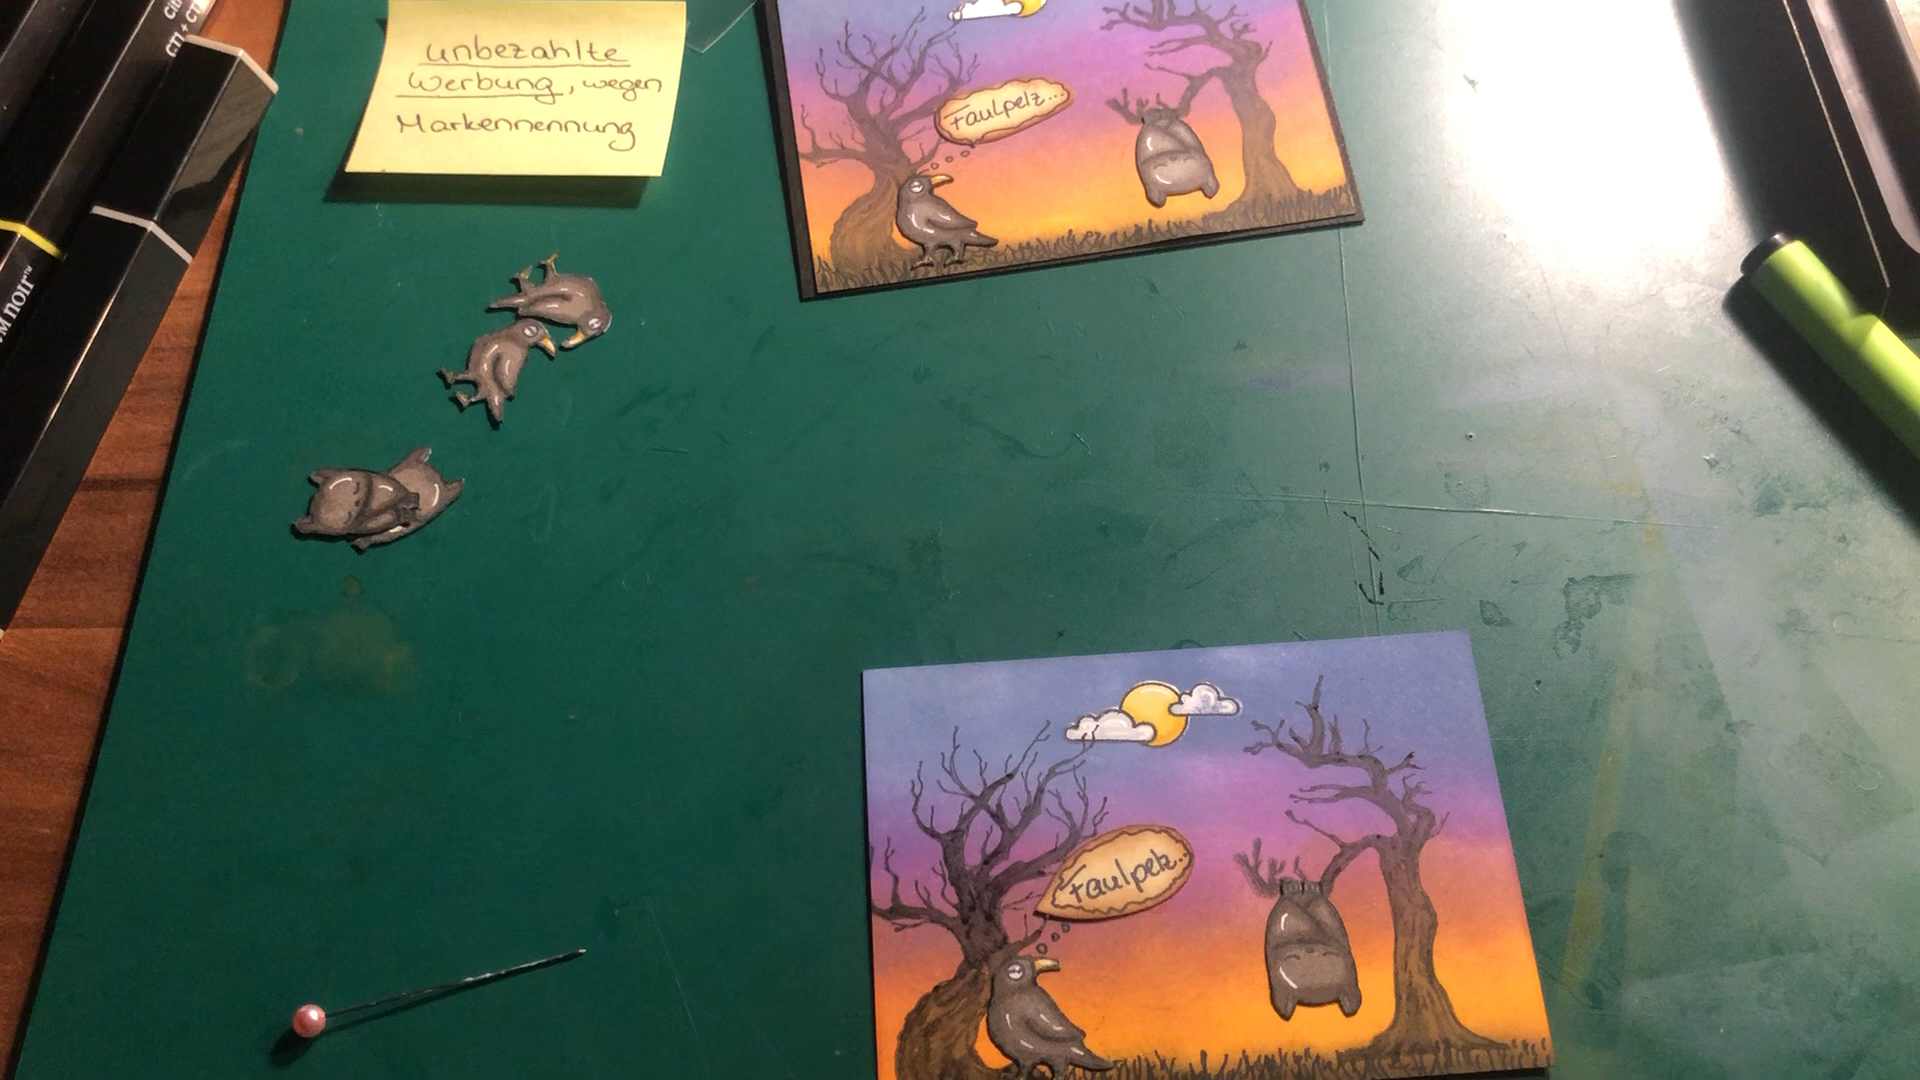 unbezahlte
Werbung, wegen
Markennennung
Faulpelz...
Faulpelz...